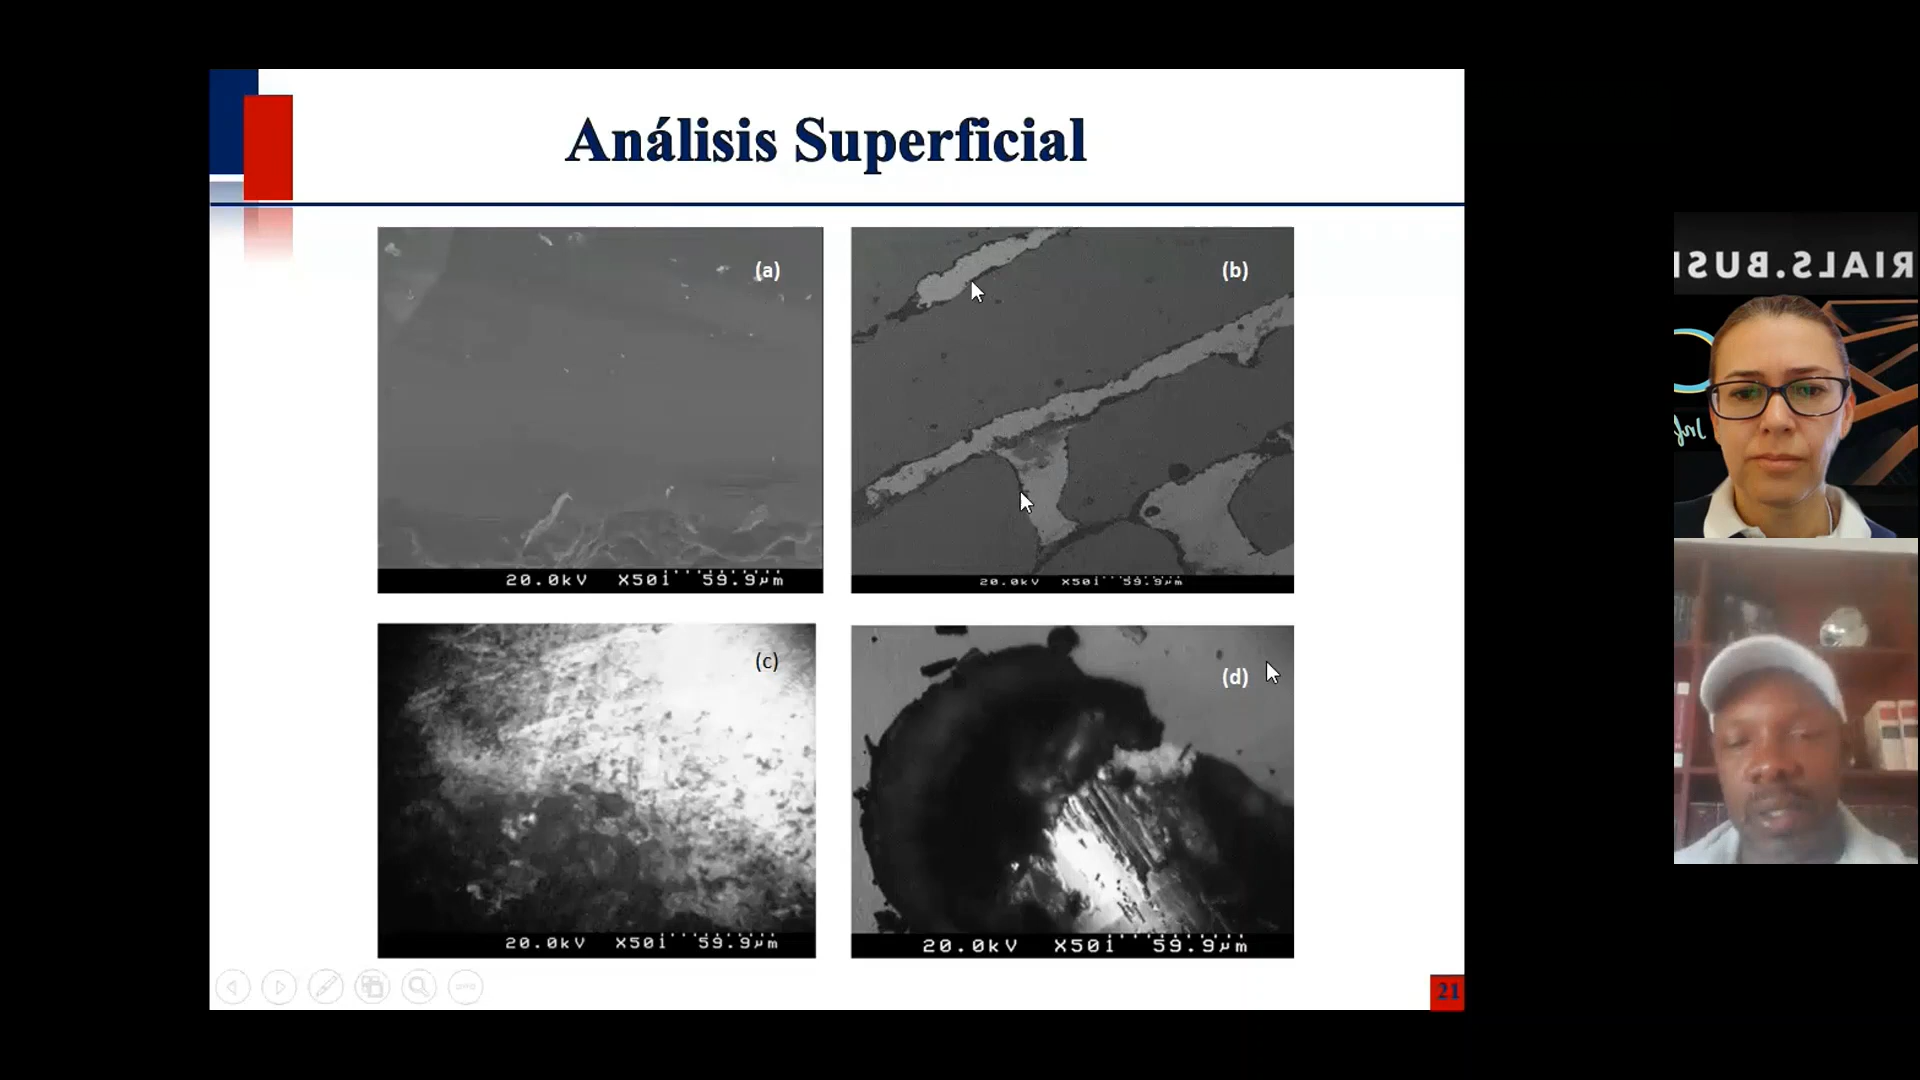 Análisis Superficial
(a)
(b)
20.0kV X501 59.9µm
20.0kV X501 59.9µm
(c)
(d)
20.0kV X501 59.9µm
20.0kV X501 59.9µm
21
RIALS.BUSI
Inf